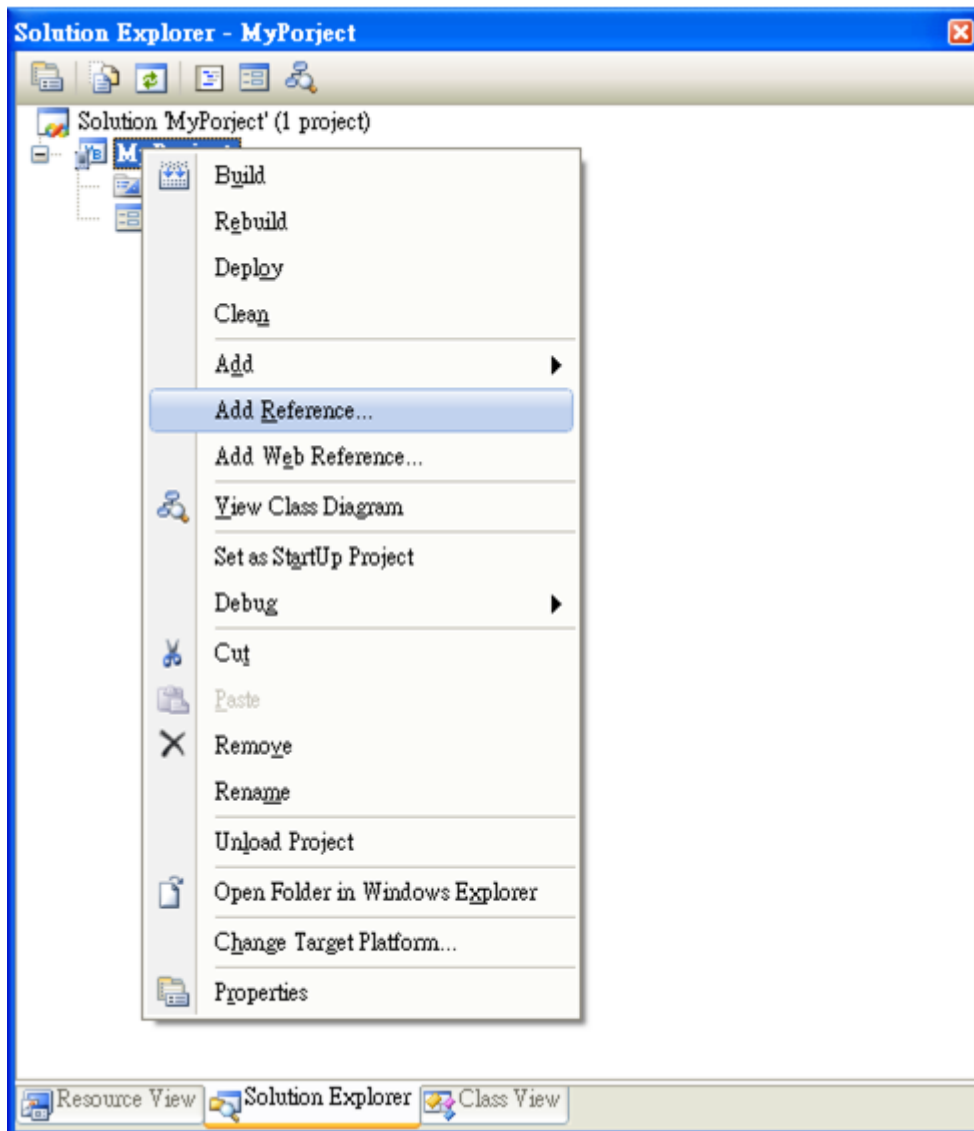 Solution Explorer - MyPorject
Solution 'MyPorject' (1 project)
Build
Rebuild
Deploy
Clean
Add
Add Reference...
Add Web Reference...
View Class Diagram
Set as StartUp Project
Debug
Cut
Paste
Remove
Rename
Unload Project
Open Folder in Windows Explorer
Change Target Platform...
Properties
Resource View Solution Explorer Class View